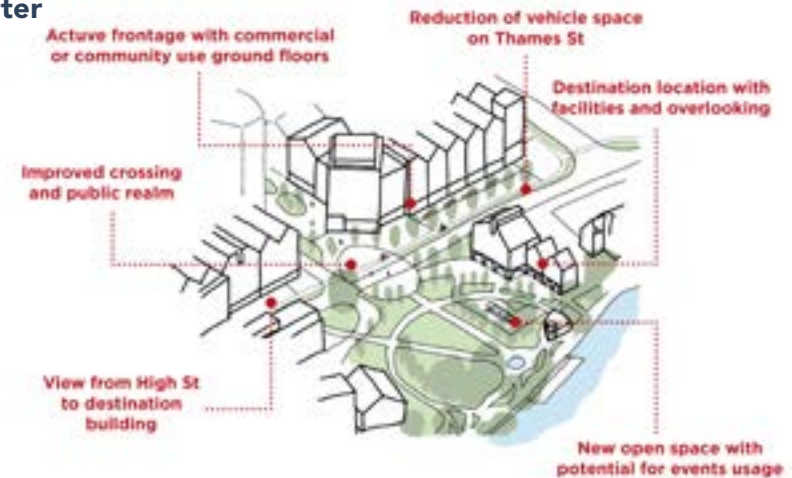 ter
Actuve frontage with commercial
or community use ground floors
Reduction of vehicle space
on Thames St
Destination location with
facilities and overlooking
Improved crossing
and public realm
View from High St
to destination
building
New open space with
potential for events usage